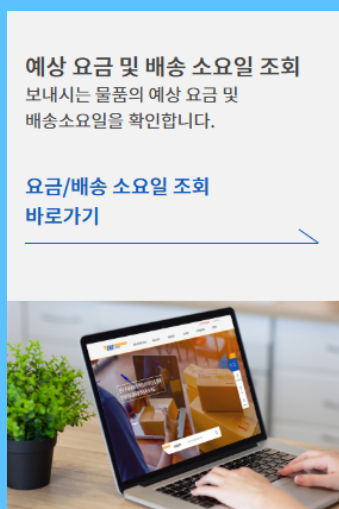 예상 요금 및 배송 소요일 조회
보내시는 물품의 예상 요금 및
배송소요일을 확인합니다.
요금/배송 소요일 조회
바로가기